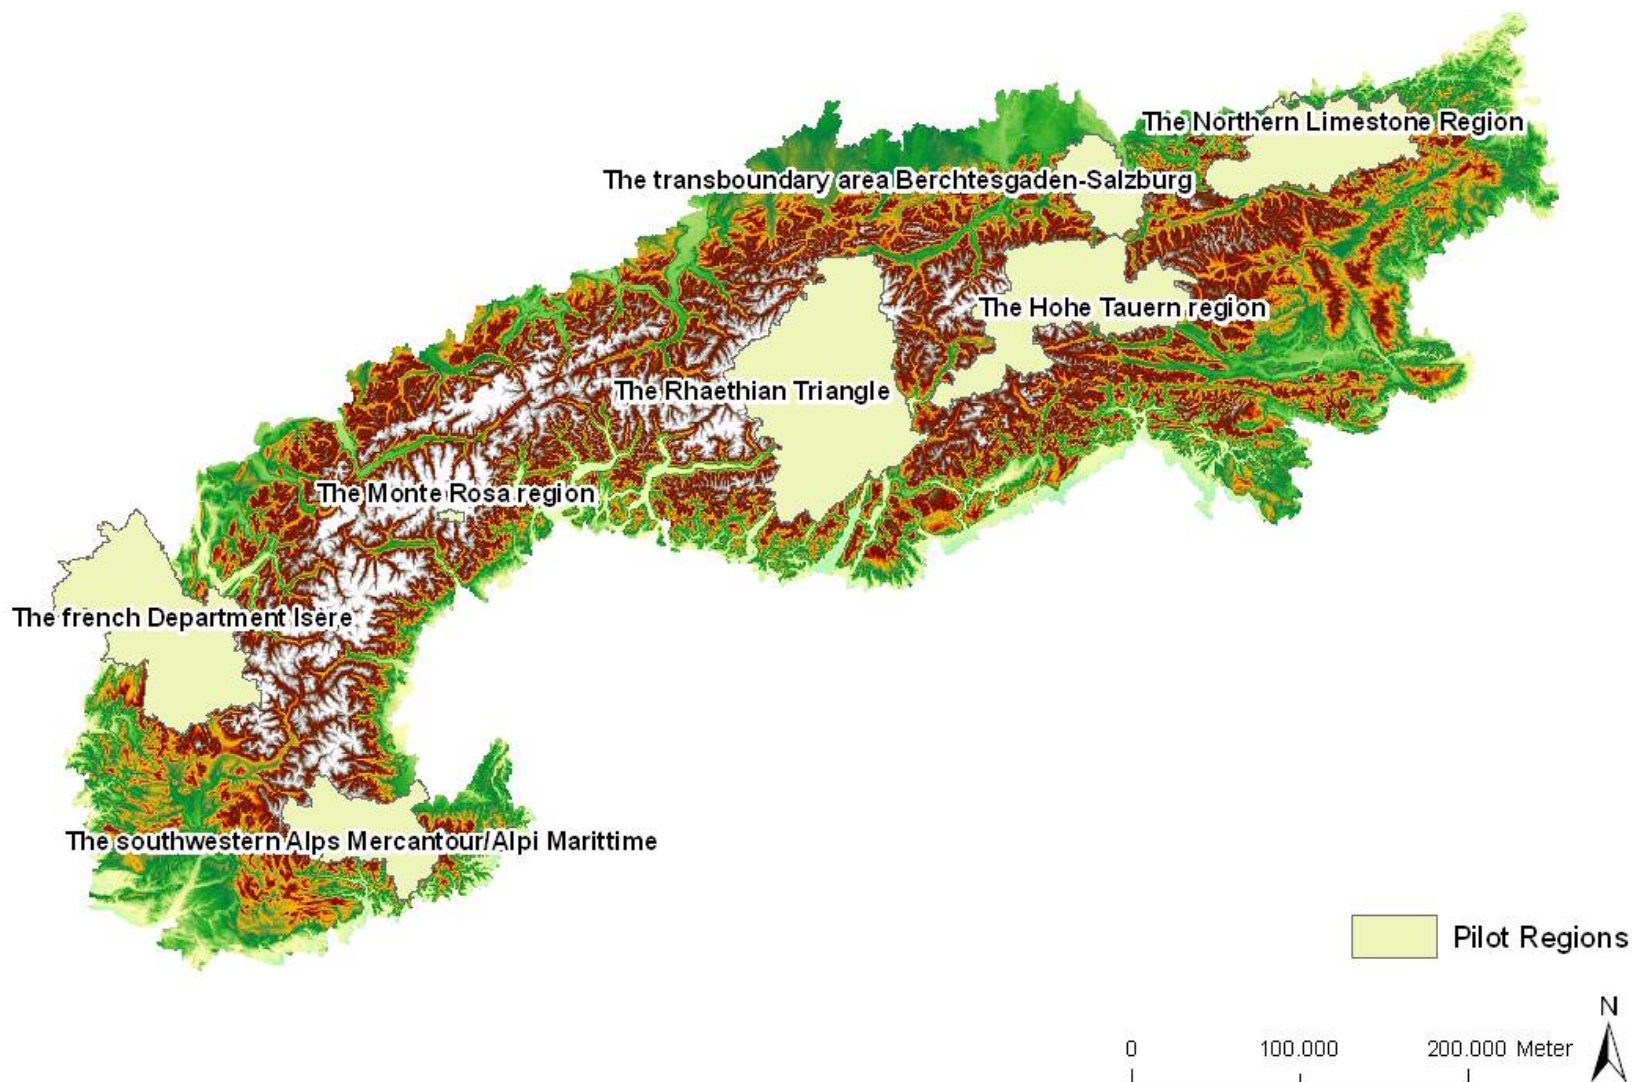 The Northern Limestone Region
The transboundary area Berchtesgaden-Salzburg
The Hohe Tauern region
The Rhaethian Triangle
The Monte Rosa region
The french Department Isère
The southwestern Alps Mercantour/Alpi Marittime
Pilot Regions
N
0 100.000 200.000 Meter